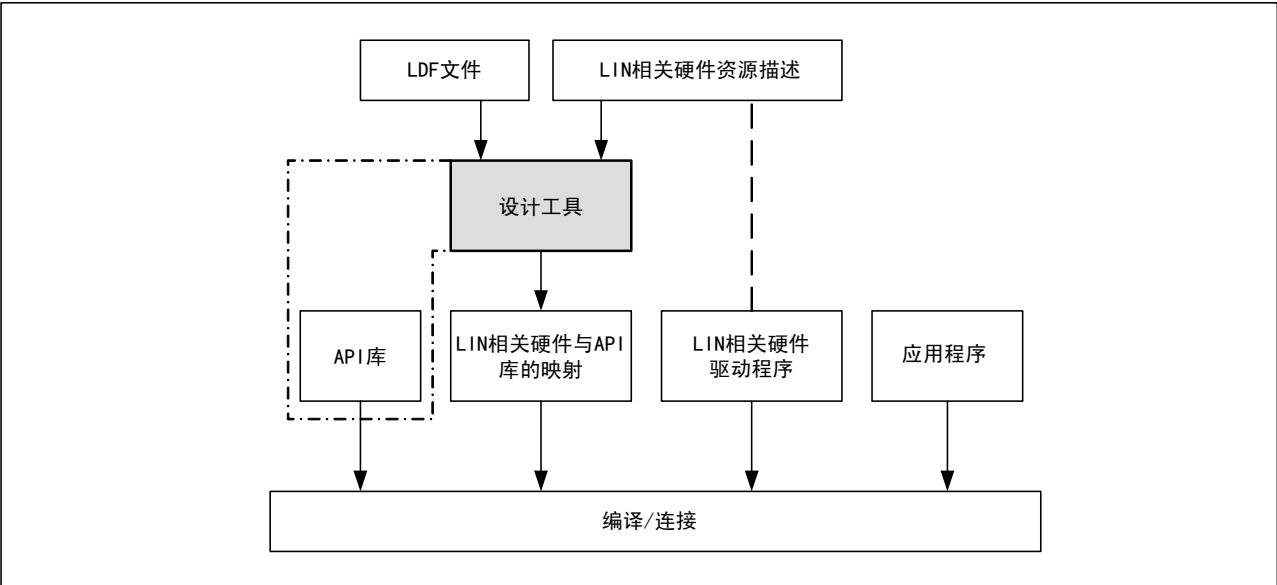 LDF文件
LIN相关硬件资源描述
设计工具
API库
LIN相关硬件与API
库的映射
LIN相关硬件
驱动程序
应用程序
编译/连接